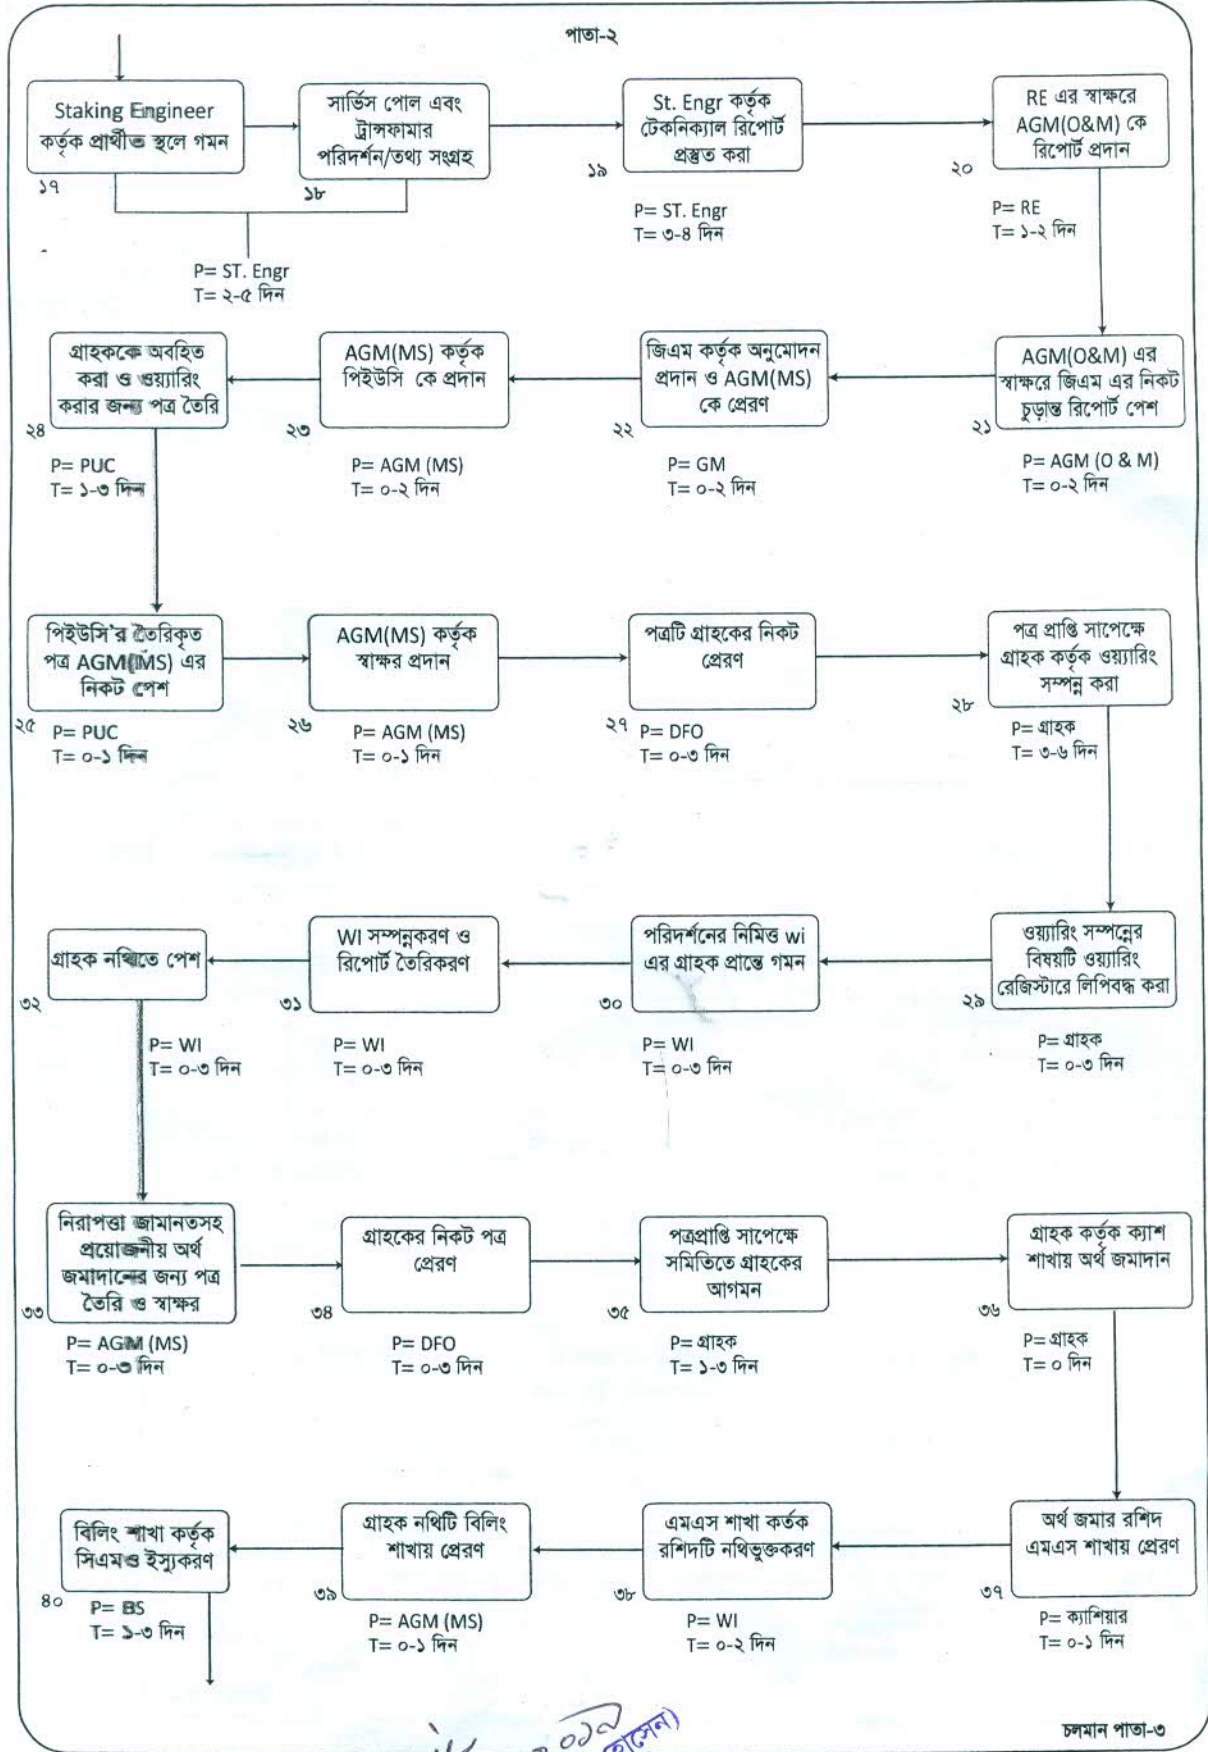 পাতা-২
Staking Engineer
কর্তৃক প্রার্থীত স্থলে গমন
১৭
সার্ভিস পোল এবং
ট্রান্সফামার
পরিদর্শন/তথ্য সংগ্রহ
১৮
P= ST. Engr
T= ২-৫ দিন
St. Engr কর্তৃক
টেকনিক্যাল রিপোর্ট
প্রস্তুত করা
১৯
P= ST. Engr
T= ৩-৪ দিন
RE এর স্বাক্ষরে
AGM(O&M) কে
রিপোর্ট প্রদান
২০
P= RE
T= ১-২ দিন
AGM(O&M) এর
স্বাক্ষরে জিএম এর নিকট
চুড়ান্ত রিপোর্ট পেশ
২১
P= AGM (O & M)
T= ০-২ দিন
জিএম কর্তৃক অনুমোদন
প্রদান ও AGM(MS)
কে প্রেরণ
২২
P= GM
T= ০-২ দিন
AGM(MS) কর্তৃক
পিইউসি কে প্রদান
২৩
P= AGM (MS)
T= ০-২ দিন
গ্রাহককে অবহিত
করা ও ওয়্যারিং
করার জন্য পত্র তৈরি
২৪
P= PUC
T= ১-৩ দিন
পিইউসি'র তৈরিকৃত
পত্র AGM(MS) এর
নিকট পেশ
২৫
P= PUC
T= ০-১ দিন
AGM(MS) কর্তৃক
স্বাক্ষর প্রদান
২৬
P= AGM (MS)
T= ০-১ দিন
পত্রটি গ্রাহকের নিকট
প্রেরণ
২৭
P= DFO
T= ০-৩ দিন
পত্র প্রাপ্তি সাপেক্ষে
গ্রাহক কর্তৃক ওয়্যারিং
সম্পন্ন করা
২৮
P= গ্রাহক
T= ৩-৬ দিন
ওয়্যারিং সম্পন্নের
বিষয়টি ওয়্যারিং
রেজিস্টারে লিপিবদ্ধ করা
২৯
P= গ্রাহক
T= ০-৩ দিন
পরিদর্শনের নিমিত্ত wi
এর গ্রাহক প্রান্তে গমন
৩০
P= WI
T= ০-৩ দিন
WI সম্পন্নকরণ ও
রিপোর্ট তৈরিকরণ
৩১
P= WI
T= ০-৩ দিন
গ্রাহক নথিতে পেশ
৩২
P= WI
T= ০-৩ দিন
নিরাপত্তা জামানতসহ
প্রয়োজনীয় অর্থ
জমাদানের জন্য পত্র
তৈরি ও স্বাক্ষর
৩৩
P= AGM (MS)
T= ০-৩ দিন
গ্রাহকের নিকট পত্র
প্রেরণ
৩৪
P= DFO
T= ০-৩ দিন
পত্রপ্রাপ্তি সাপেক্ষে
সমিতিতে গ্রাহকের
আগমন
৩৫
P= গ্রাহক
T= ১-৩ দিন
গ্রাহক কর্তৃক ক্যাশ
শাখায় অর্থ জমাদান
৩৬
P= গ্রাহক
T= ০ দিন
অর্থ জমার রশিদ
এমএস শাখায় প্রেরণ
৩৭
P= ক্যাশিয়ার
T= ০-১ দিন
এমএস শাখা কর্তক
রশিদটি নথিভুক্তকরণ
৩৮
P= WI
T= ০-২ দিন
গ্রাহক নথিটি বিলিং
শাখায় প্রেরণ
৩৯
P= AGM (MS)
T= ০-১ দিন
বিলিং শাখা কর্তৃক
সিএমও ইস্যুকরণ
৪০
P= BS
T= ১-৩ দিন
চলমান পাতা-৩